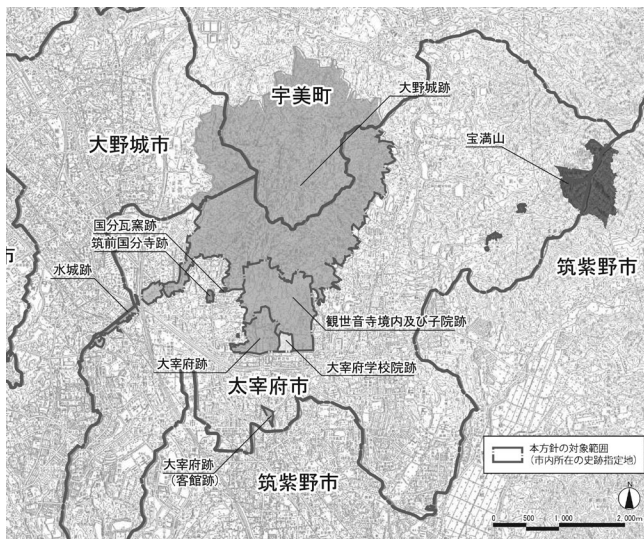 宇美町
大野城跡
大野城市
宝満山
国分瓦窯跡
筑前国分寺跡
水城跡
市
筑紫野市
観世音寺境内及び子院跡
大宰府跡
大宰府学校院跡
太宰府市
大宰府跡
(客館跡)
筑紫野市
本方針の対象範囲
(市内所在の史跡指定地)
N
0 500 1,000 2,000m